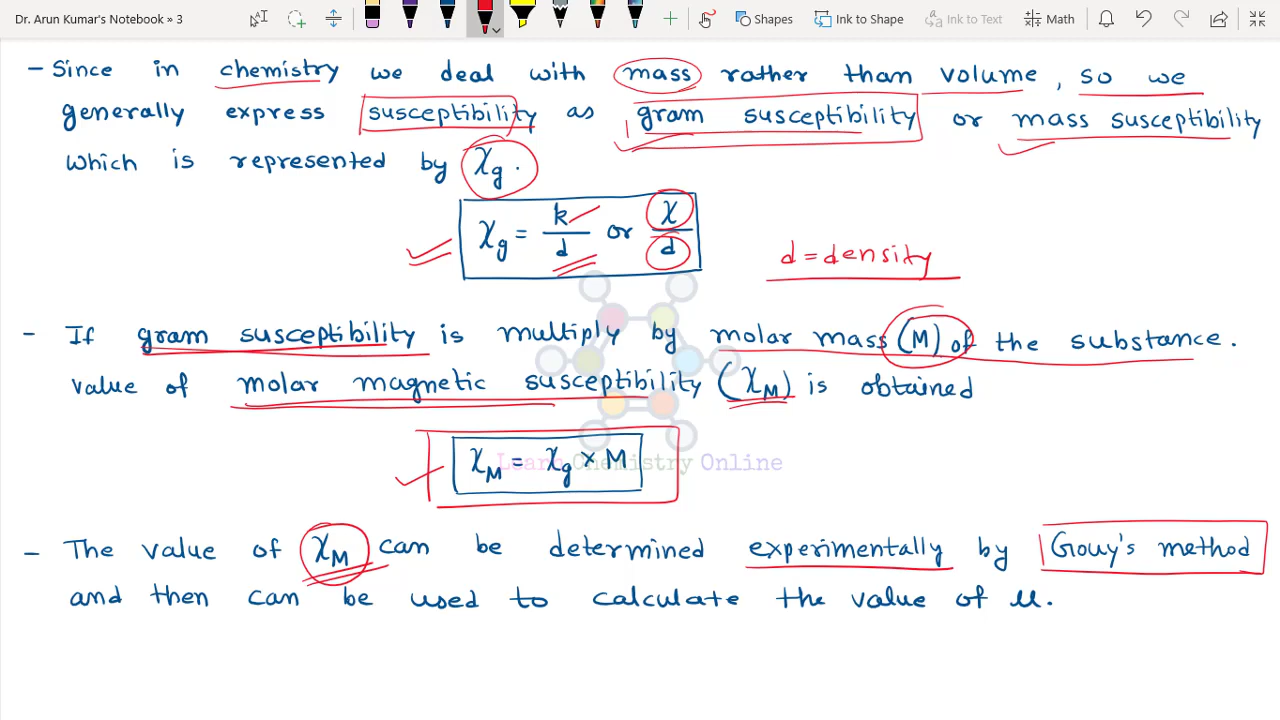 Dr. Arun Kumar's Notebook » 3
Shapes Ink to Shape Ink to Text Math
- Since in chemistry we deal with mass rather than volume, so we
generally express susceptibility as gram susceptibility or mass susceptibility
which is represented by χg.
χg = k/d or χ/d
d = density
- If gram susceptibility is multiply by molar mass (M) of the substance.
value of molar magnetic susceptibility (χM) is obtained
χM = χg × M
Learn Chemistry Online
- The value of χM can be determined experimentally by Gouy's method
and then can be used to calculate the value of μ.